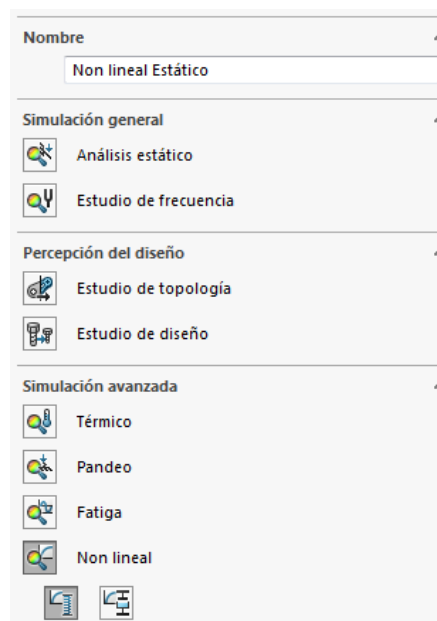 Nombre
Non lineal Estático
Simulación general
Análisis estático
Estudio de frecuencia
Percepción del diseño
Estudio de topología
Estudio de diseño
Simulación avanzada
Térmico
Pandeo
Fatiga
Non lineal